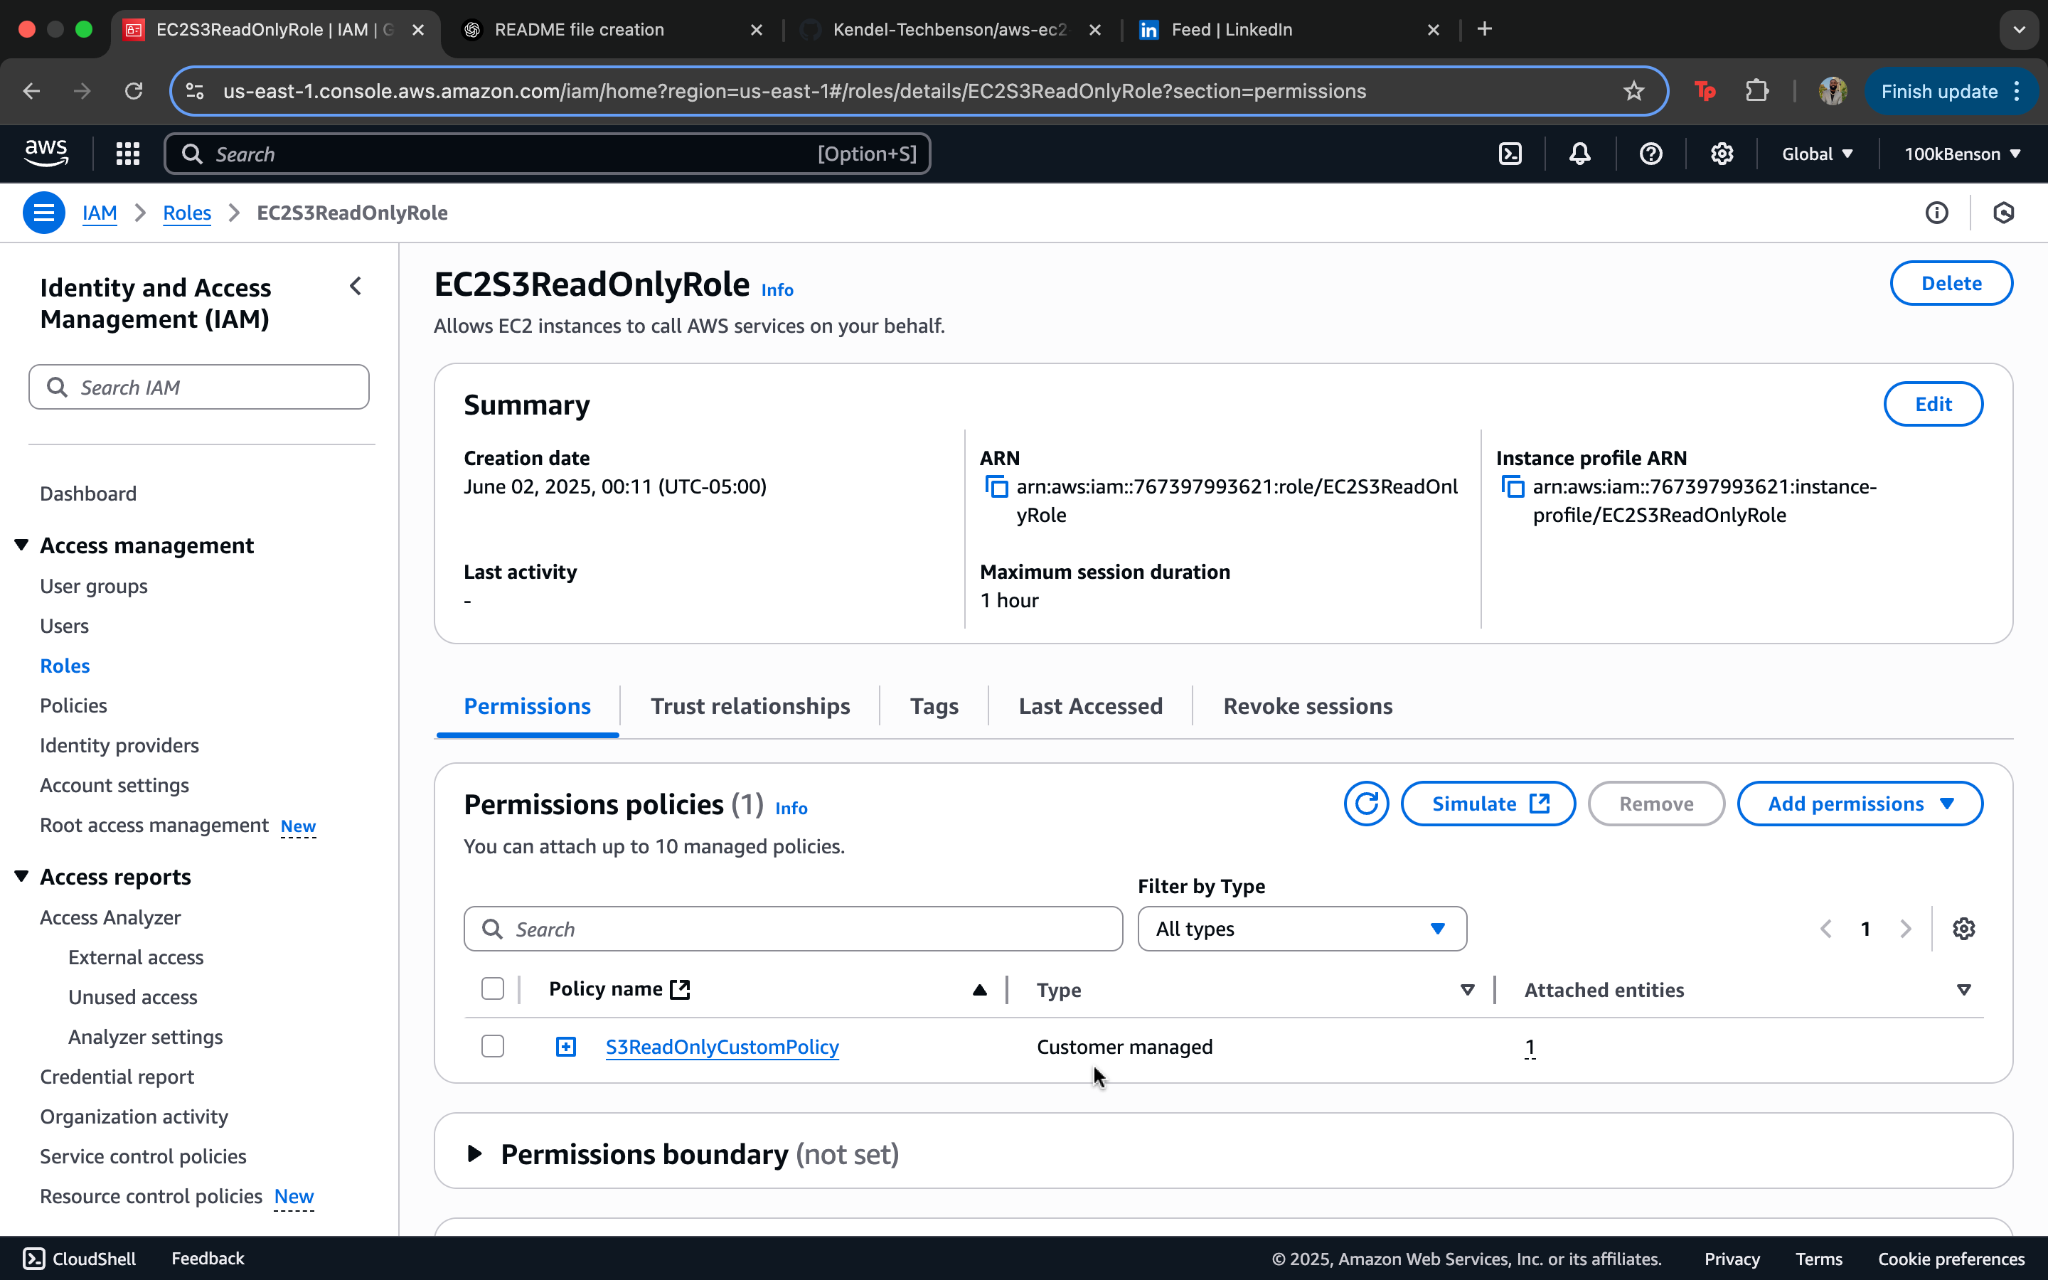 EC2S3ReadOnlyRole | IAM | G
README file creation
Kendel-Techbenson/aws-ec2
Feed | LinkedIn
us-east-1.console.aws.amazon.com/iam/home?region=us-east-1#/roles/details/EC2S3ReadOnlyRole?section=permissions
Tp
Finish update
aws
Search
[Option+S]
Global
100kBenson
IAM
Roles
EC2S3ReadOnlyRole
Identity and Access
Management (IAM)
Search IAM
Dashboard
Access management
User groups
Users
Roles
Policies
Identity providers
Account settings
Root access management New
Access reports
Access Analyzer
External access
Unused access
Analyzer settings
Credential report
Organization activity
Service control policies
Resource control policies New
EC2S3ReadOnlyRole Info
Delete
Allows EC2 instances to call AWS services on your behalf.
Summary
Edit
Creation date
June 02, 2025, 00:11 (UTC-05:00)
Last activity
-
ARN
arn:aws:iam::767397993621:role/EC2S3ReadOnl
yRole
Maximum session duration
1 hour
Instance profile ARN
arn:aws:iam::767397993621:instance-
profile/EC2S3ReadOnlyRole
Permissions
Trust relationships
Tags
Last Accessed
Revoke sessions
Permissions policies (1) Info
Simulate
Remove
Add permissions
You can attach up to 10 managed policies.
Filter by Type
Search
All types
1
Policy name
Type
Attached entities
S3ReadOnlyCustomPolicy
Customer managed
1
Permissions boundary (not set)
CloudShell
Feedback
© 2025, Amazon Web Services, Inc. or its affiliates.
Privacy
Terms
Cookie preferences